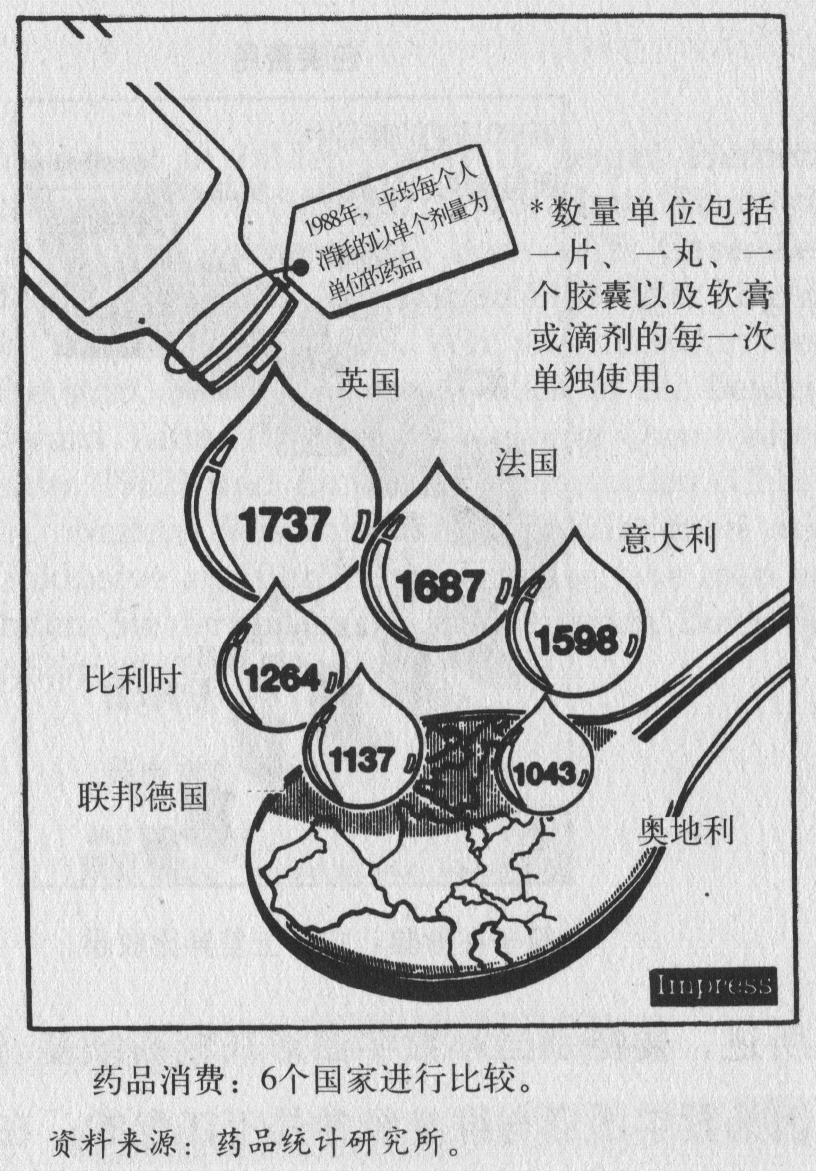 1988年，平均每个人
消耗的以单个剂量为
单位的药品
*数量单位包括
一片、一丸、一
个胶囊以及软膏
或滴剂的每一次
单独使用。
英国
法国
1737
意大利
1687
1598
比利时
1264
1137
1043
联邦德国
奥地利
Impress
药品消费：6个国家进行比较。
资料来源：药品统计研究所。